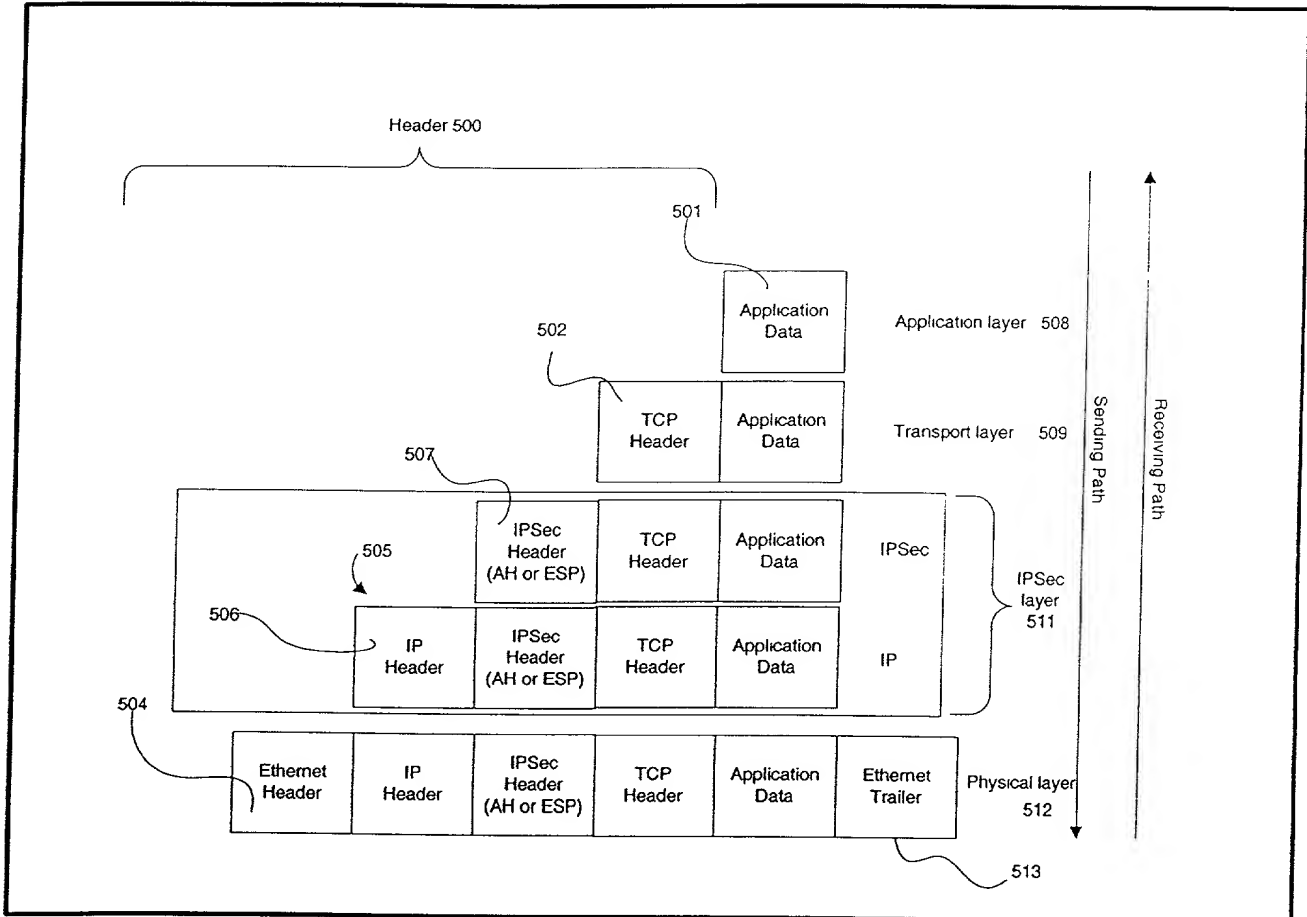 Header 500
501
Application
Data
Application layer 508
502
TCP
Header
Application
Data
Transport layer 509
507
IPSec
Header
(AH or ESP)
TCP
Header
Application
Data
IPSec
505
506
IP
Header
IPSec
Header
(AH or ESP)
TCP
Header
Application
Data
IP
IPSec
layer
511
504
Ethernet
Header
IP
Header
IPSec
Header
(AH or ESP)
TCP
Header
Application
Data
Ethernet
Trailer
Physical layer
512
513
Sending Path
Receiving Path